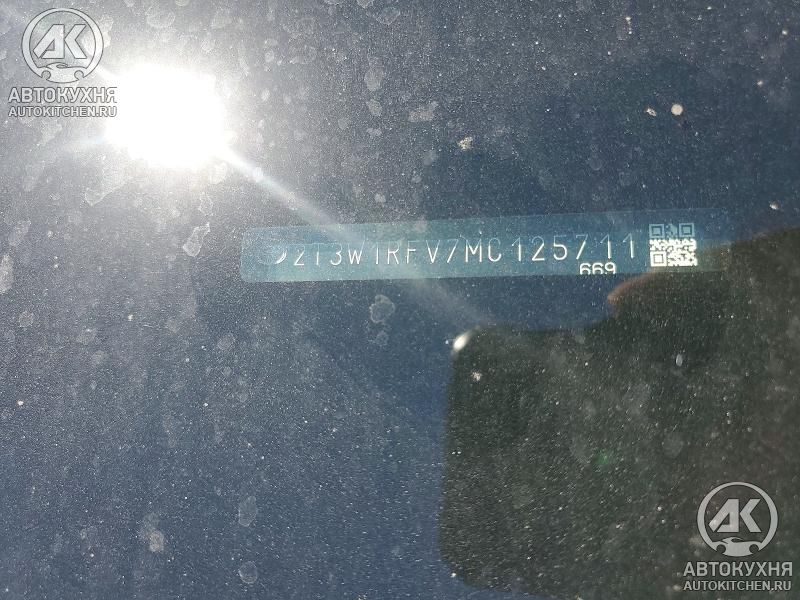 АК
АВТОКУХНЯ
AUTOKITCHEN.RU
2T3W1RFV7MC125711
669
АК
АВТОКУХНЯ
AUTOKITCHEN.RU